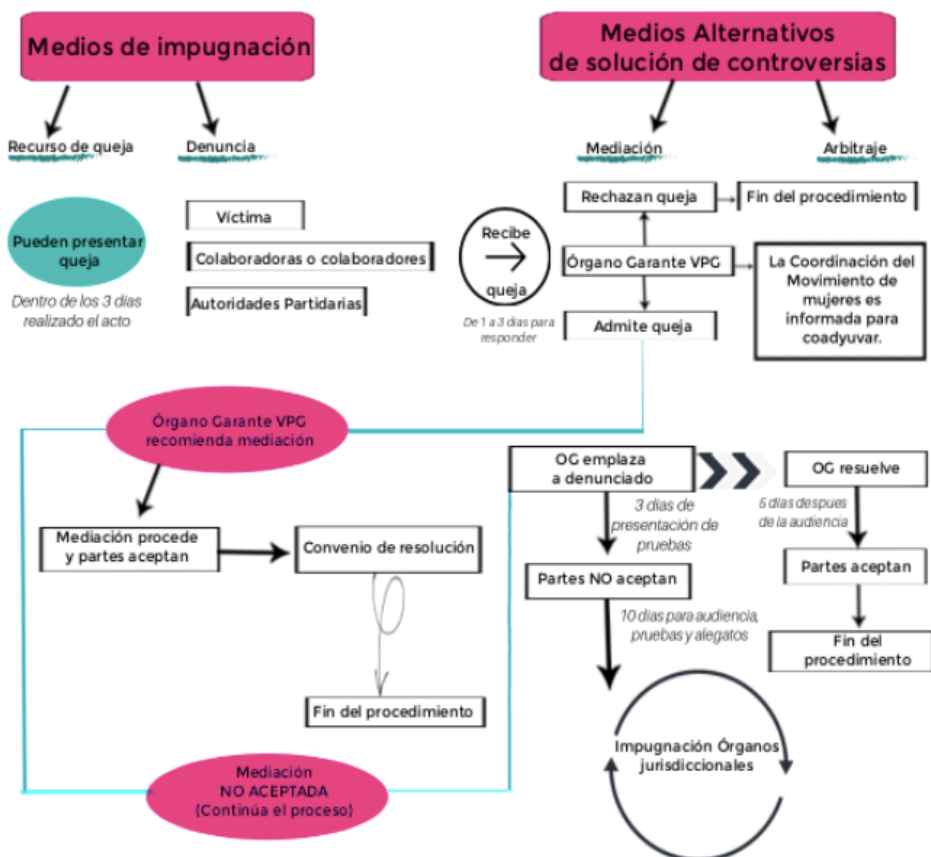 Medios de impugnación
Recurso de queja
Denuncia
Pueden presentar
queja
Dentro de los 3 días
realizado el acto
Víctima
Colaboradoras o colaboradores
Autoridades Partidarias
Medios Alternativos
de solución de controversias
Mediación
Arbitraje
Rechazan queja
Fin del procedimiento
Recibe
queja
De 1 a 3 días para
responder
Órgano Garante VPG
La Coordinación del
Movimiento de
mujeres es
informada para
coadyuvar.
Admite queja
Órgano Garante VPG
recomienda mediación
Mediación procede
y partes aceptan
Convenio de resolución
Fin del procedimiento
Mediación
NO ACEPTADA
(Continúa el proceso)
OG emplaza
a denunciado
3 días de
presentación de
pruebas
Partes NO aceptan
10 días para audiencia,
pruebas y alegatos
Impugnación Órganos
jurisdiccionales
OG resuelve
5 días despues
de la audiencia
Partes aceptan
Fin del
procedimiento